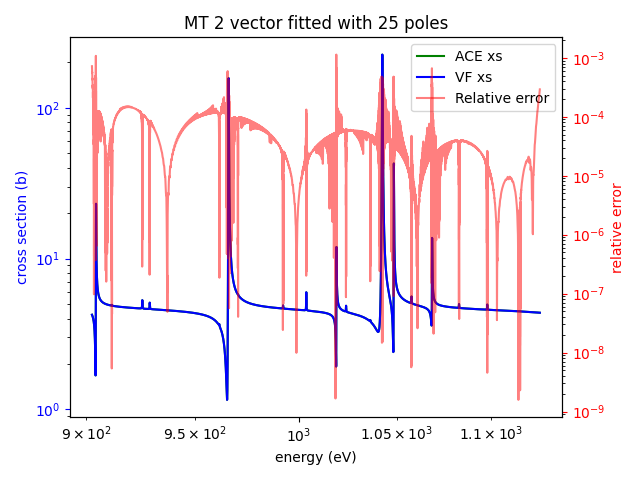 MT 2 vector fitted with 25 poles
ACE xs
VF xs
Relative error
cross section (b)
10²
10¹
10⁰
relative error
10⁻³
10⁻⁴
10⁻⁵
10⁻⁶
10⁻⁷
10⁻⁸
10⁻⁹
9 × 10² 9.5 × 10² 10³ 1.05 × 10³ 1.1 × 10³
energy (eV)